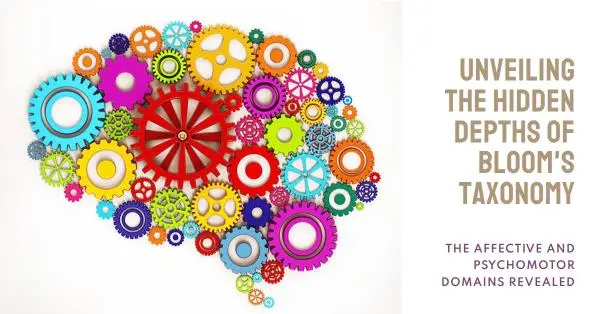 UNVEILING
THE HIDDEN
DEPTHS OF
BLOOM'S
TAXONOMY
THE AFFECTIVE AND
PSYCHOMOTOR
DOMAINS REVEALED